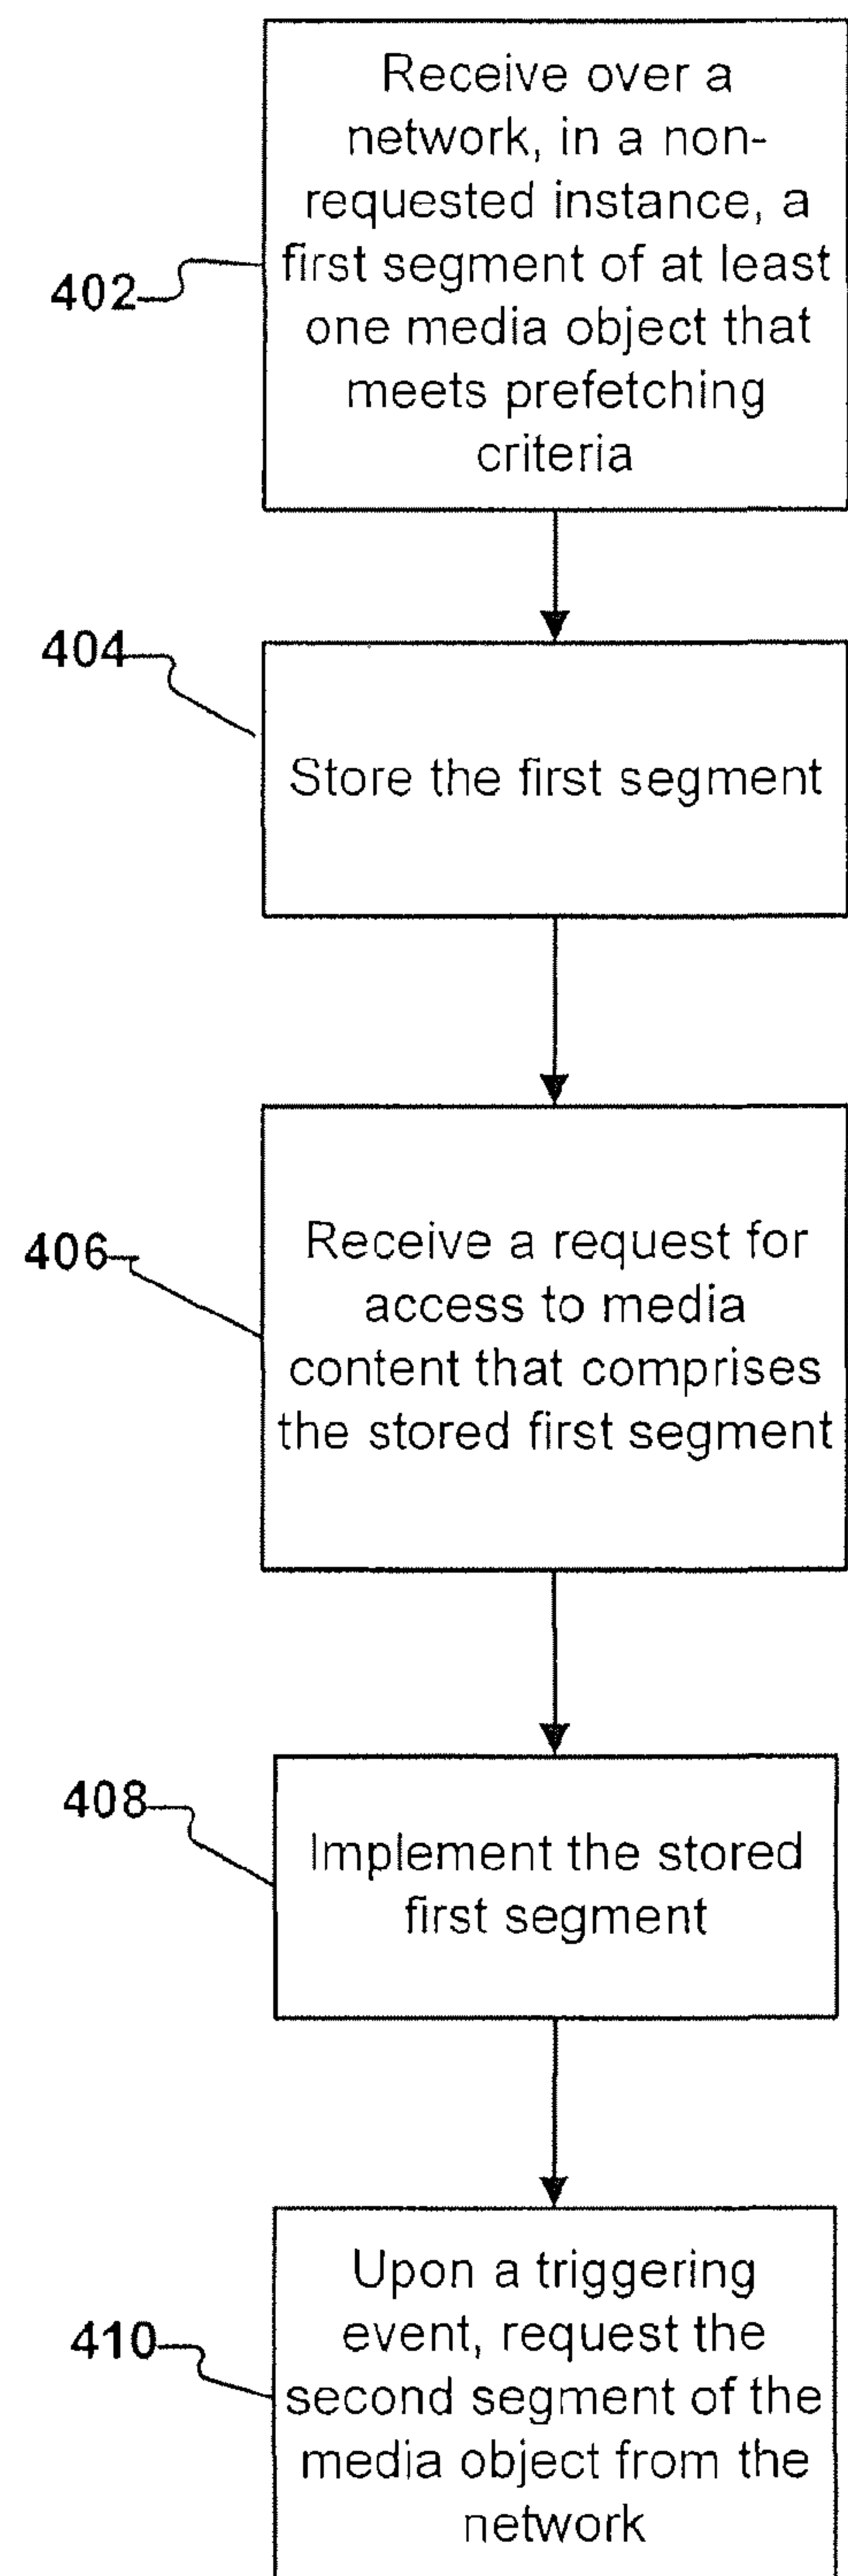 Receive over a
network, in a non-
requested instance, a
first segment of at least
one media object that
meets prefetching
criteria
402
404
Store the first segment
406
Receive a request for
access to media
content that comprises
the stored first segment
408
Implement the stored
first segment
410
Upon a triggering
event, request the
second segment of the
media object from the
network